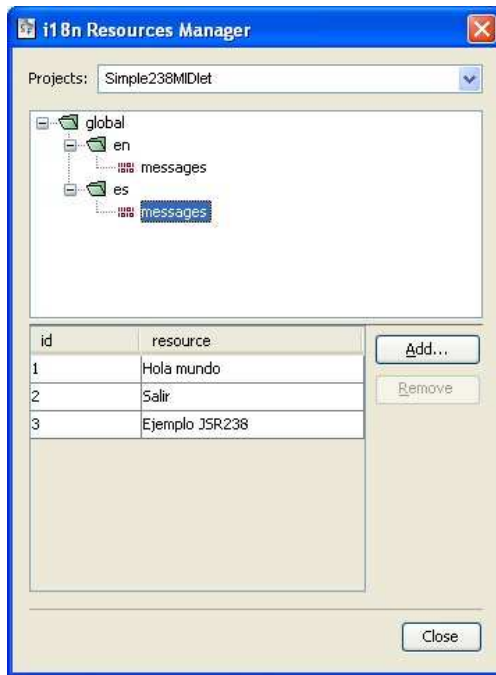 i18n Resources Manager
Projects: Simple238MIDlet
global
en
messages
es
messages
id resource
1 Hola mundo
2 Salir
3 Ejemplo JSR238
Add...
Remove
Close